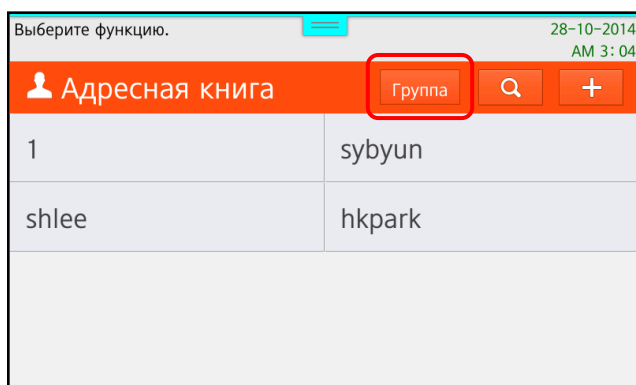 Выберите функцию.
28-10-2014
AM 3:04
Адресная книга
Группа
1
sybyun
shlee
hkpark